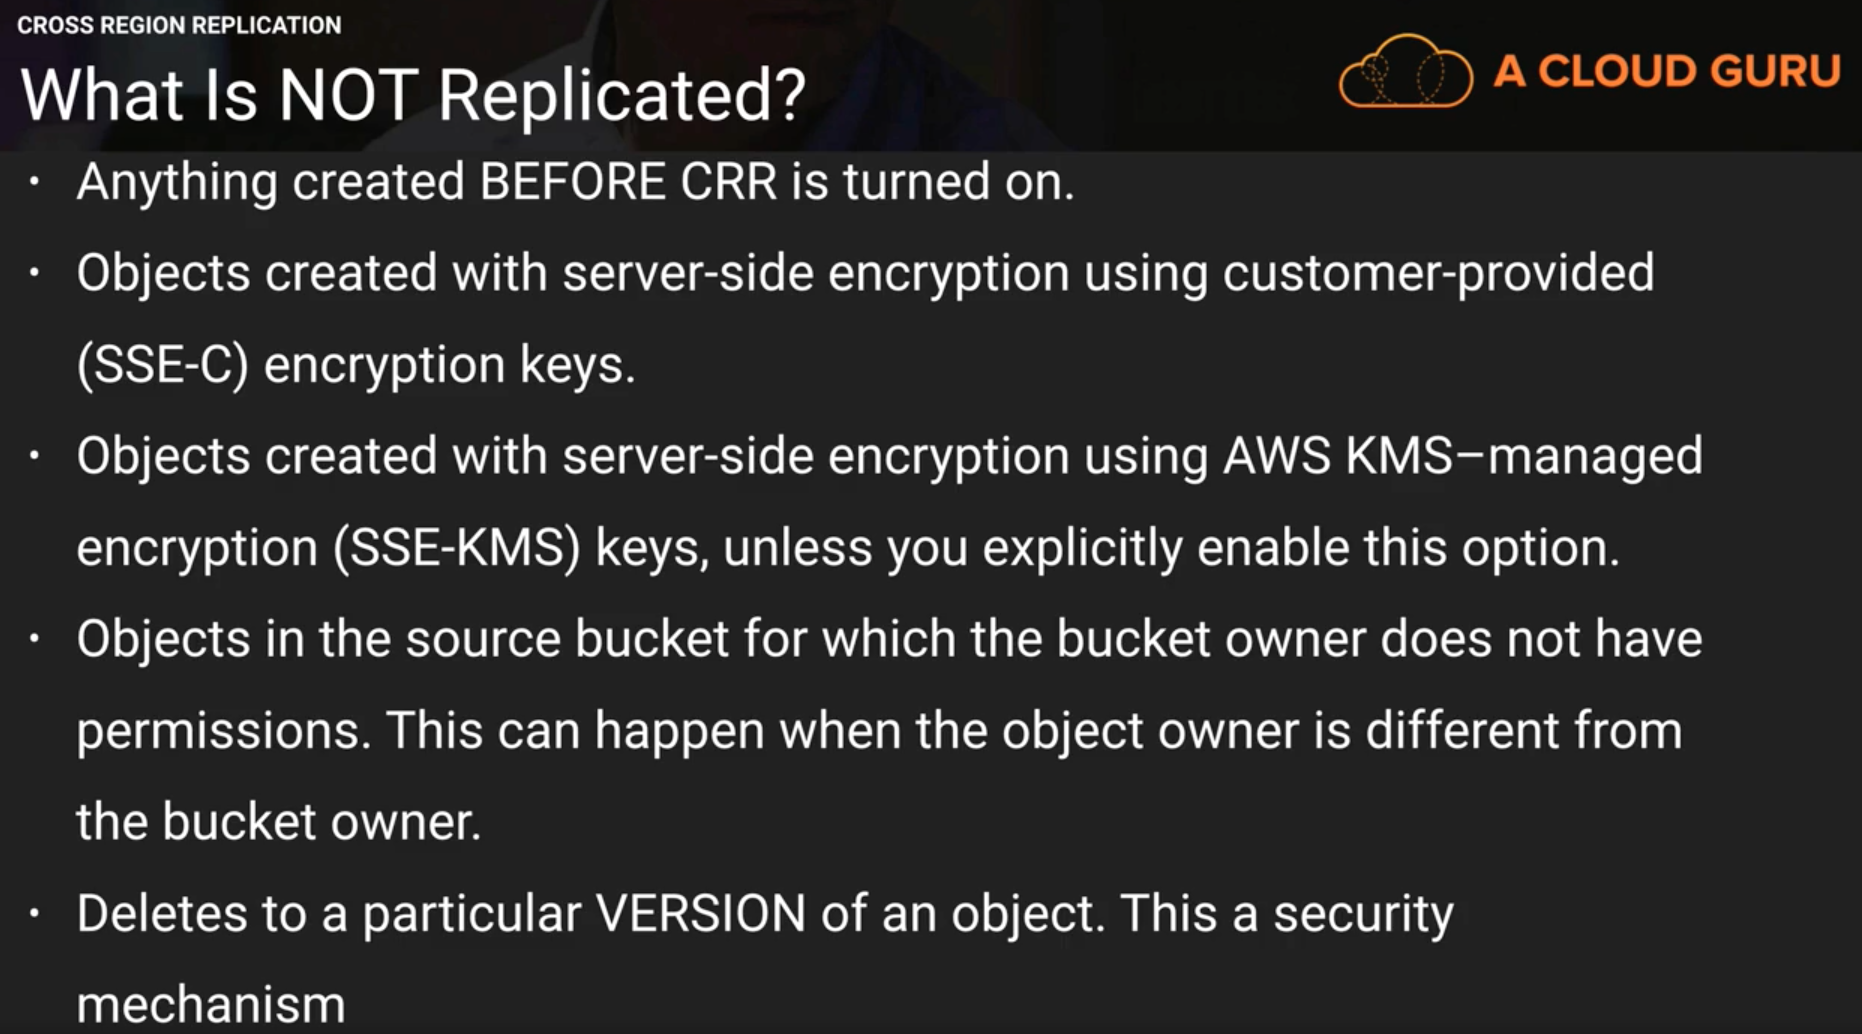 CROSS REGION REPLICATION
What Is NOT Replicated?
A CLOUD GURU
• Anything created BEFORE CRR is turned on.
• Objects created with server-side encryption using customer-provided
(SSE-C) encryption keys.
• Objects created with server-side encryption using AWS KMS–managed
encryption (SSE-KMS) keys, unless you explicitly enable this option.
• Objects in the source bucket for which the bucket owner does not have
permissions. This can happen when the object owner is different from
the bucket owner.
• Deletes to a particular VERSION of an object. This a security
mechanism